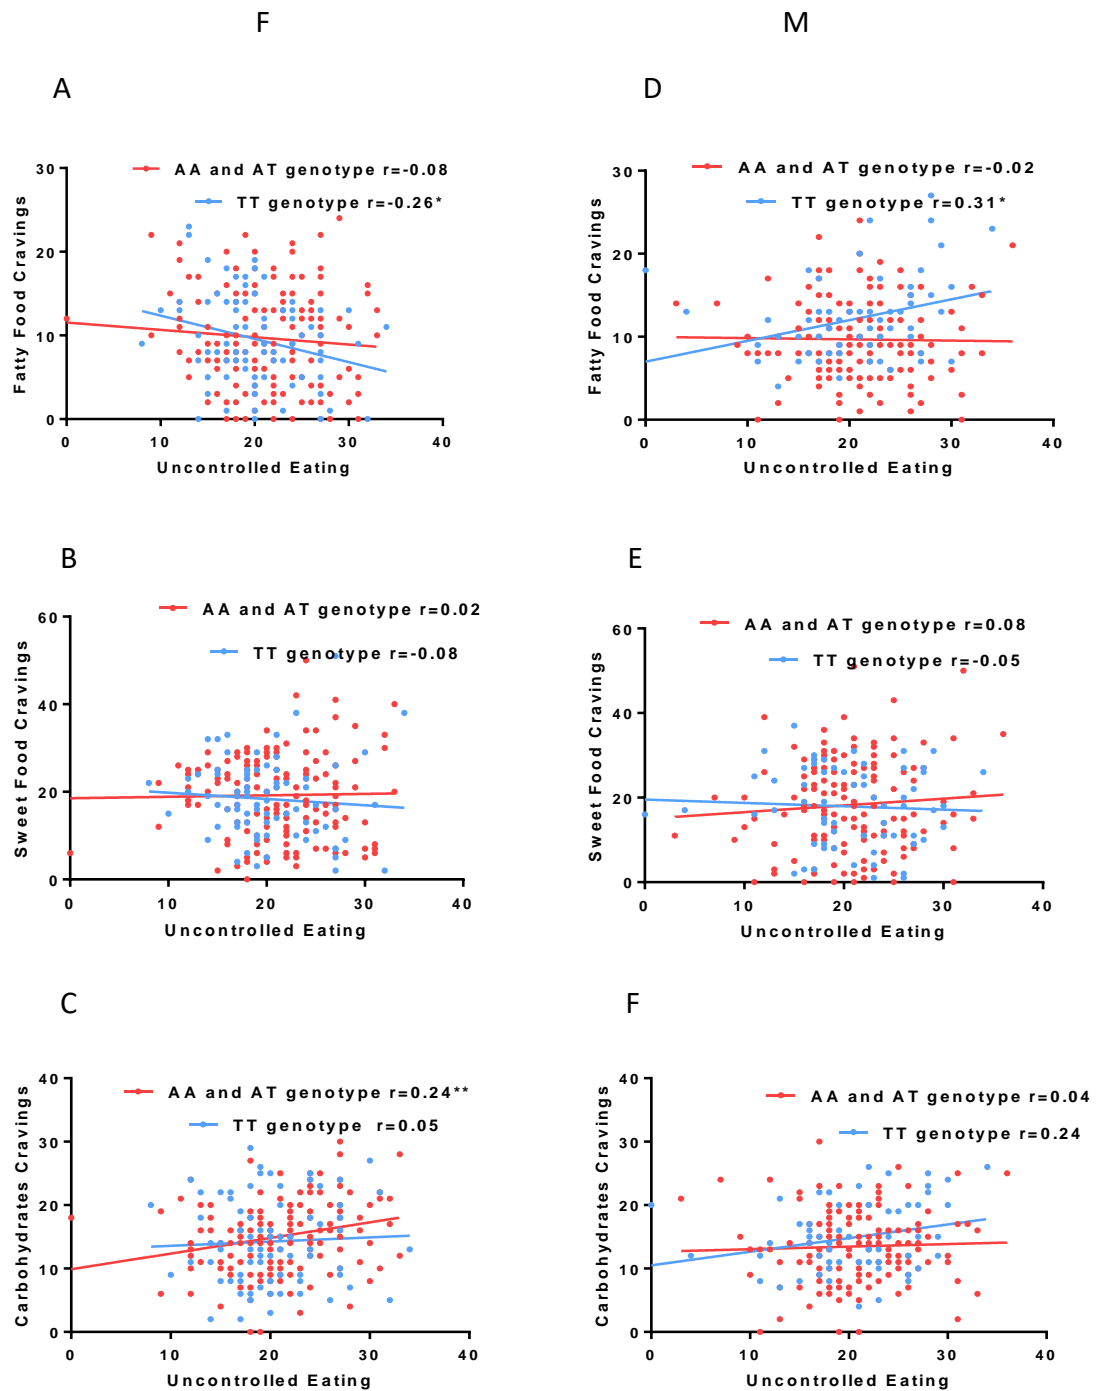 F
M
A
AA and AT genotype r=-0.08
TT genotype r=-0.26*
30
20
10
0
Fatty Food Cravings
0 10 20 30 40
Uncontrolled Eating
D
AA and AT genotype r=-0.02
TT genotype r=0.31*
30
20
10
0
Fatty Food Cravings
0 10 20 30 40
Uncontrolled Eating
B
AA and AT genotype r=0.02
TT genotype r=-0.08
60
40
20
0
Sweet Food Cravings
0 10 20 30 40
Uncontrolled Eating
E
AA and AT genotype r=0.08
TT genotype r=-0.05
60
40
20
0
Sweet Food Cravings
0 10 20 30 40
Uncontrolled Eating
C
AA and AT genotype r=0.24**
TT genotype r=0.05
40
30
20
10
0
Carbohydrates Cravings
0 10 20 30 40
Uncontrolled Eating
F
AA and AT genotype r=0.04
TT genotype r=0.24
40
30
20
10
0
Carbohydrates Cravings
0 10 20 30 40
Uncontrolled Eating